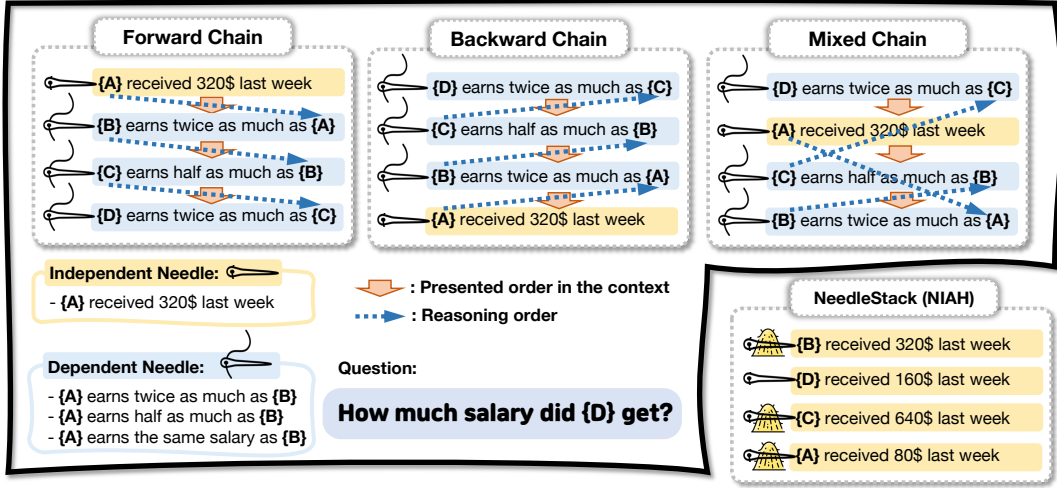 Forward Chain
{A} received 320$ last week
{B} earns twice as much as {A}
{C} earns half as much as {B}
{D} earns twice as much as {C}
Backward Chain
{D} earns twice as much as {C}
{C} earns half as much as {B}
{B} earns twice as much as {A}
{A} received 320$ last week
Mixed Chain
{D} earns twice as much as {C}
{A} received 320$ last week
{C} earns half as much as {B}
{B} earns twice as much as {A}
Independent Needle:
- {A} received 320$ last week
Dependent Needle:
- {A} earns twice as much as {B}
- {A} earns half as much as {B}
- {A} earns the same salary as {B}
: Presented order in the context
: Reasoning order
Question:
How much salary did {D} get?
NeedleStack (NIAH)
{B} received 320$ last week
{D} received 160$ last week
{C} received 640$ last week
{A} received 80$ last week